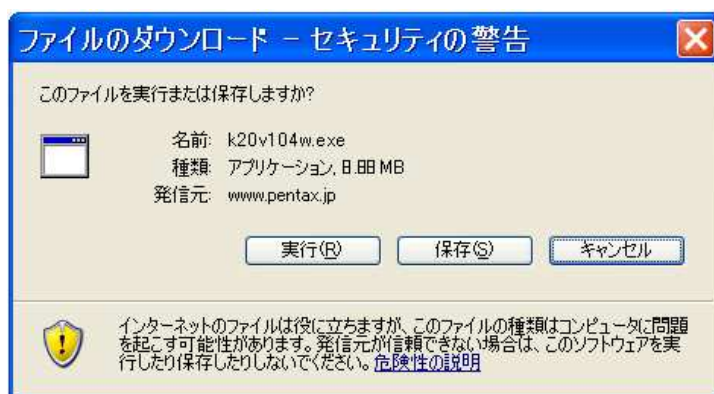 ファイルのダウンロード - セキュリティの警告
このファイルを実行または保存しますか?
名前: k20v104w.exe
種類: アプリケーション, 8.88 MB
発信元: www.pentax.jp
実行(R) 保存(S) キャンセル
インターネットのファイルは役に立ちますが、このファイルの種類はコンピュータに問題
を起こす可能性があります。発信元が信頼できない場合は、このソフトウェアを実
行したり保存したりしないでください。危険性の説明